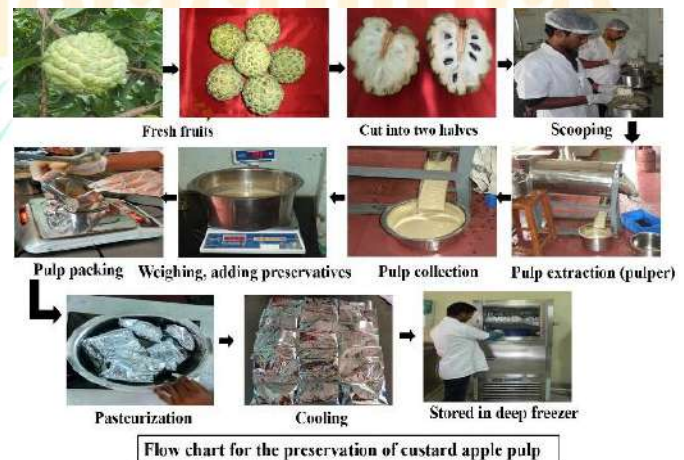 Fresh fruits
Cut into two halves
Scooping
Pulp packing
Weighing, adding preservatives
Pulp collection
Pulp extraction (pulper)
Pasteurization
Cooling
Stored in deep freezer
Flow chart for the preservation of custard apple pulp